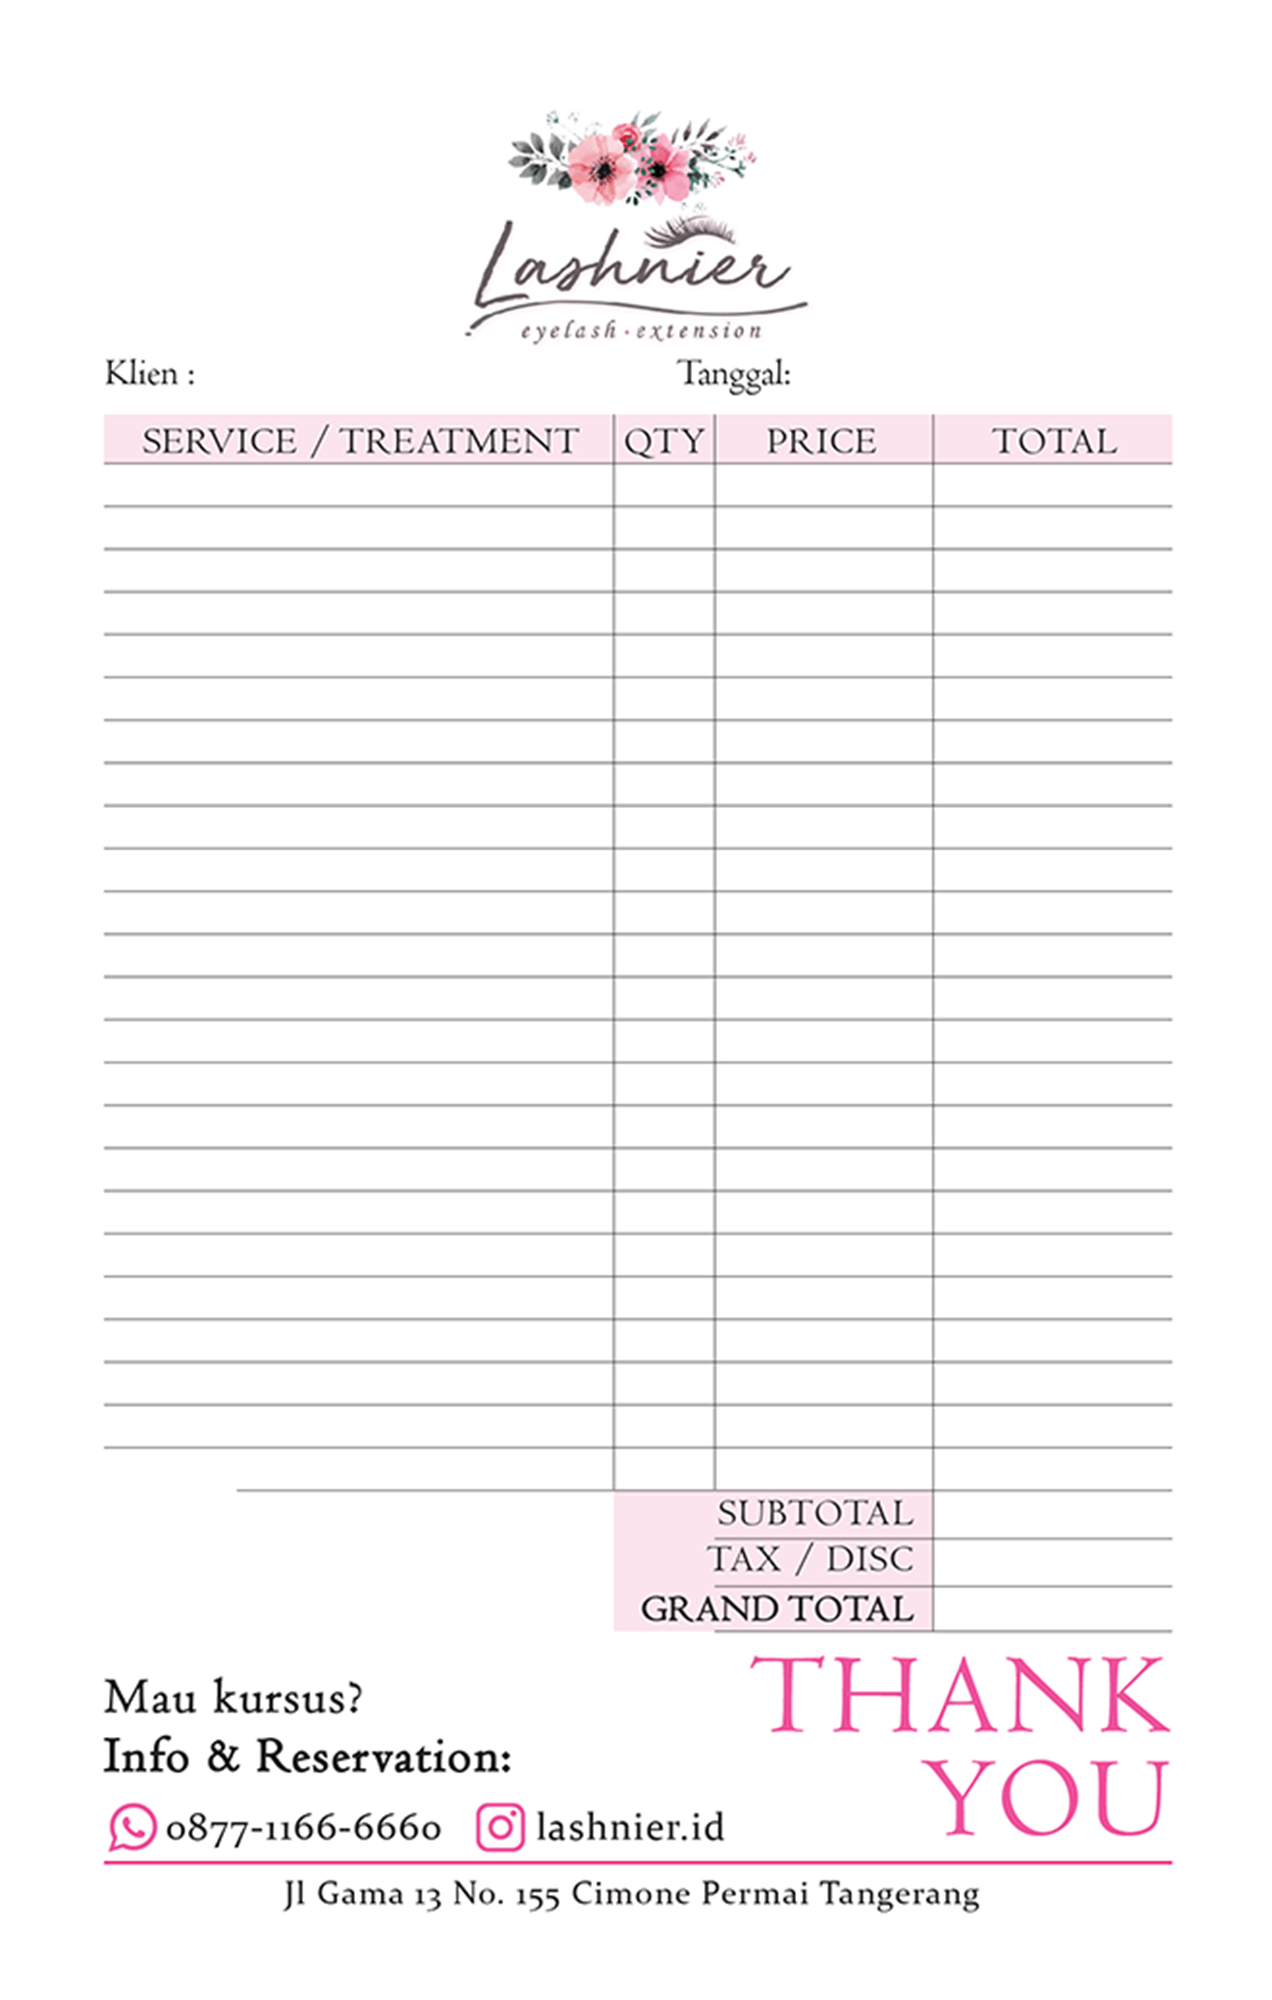 Lashnier
eyelash · extension
Klien : Tanggal:
SERVICE / TREATMENT QTY PRICE TOTAL
SUBTOTAL
TAX / DISC
GRAND TOTAL
Mau kursus?
Info & Reservation:
0877-1166-6660 lashnier.id
THANK
YOU
Jl Gama 13 No. 155 Cimone Permai Tangerang